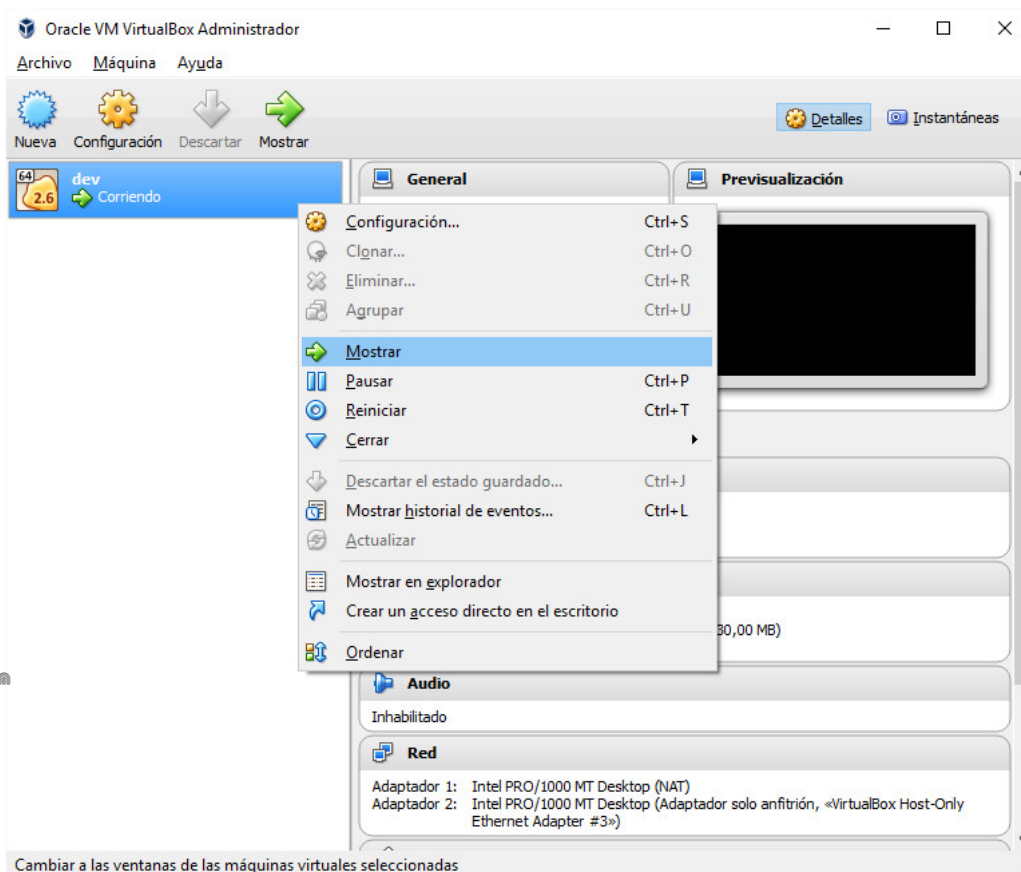 Oracle VM VirtualBox Administrador
Archivo Máquina Ayuda
Nueva Configuración Descartar Mostrar
Detalles Instantáneas
64
2.6
dev
Corriendo
General
Previsualización
Configuración... Ctrl+S
Clonar... Ctrl+O
Eliminar... Ctrl+R
Agrupar Ctrl+U
Mostrar
Pausar Ctrl+P
Reiniciar Ctrl+T
Cerrar
Descartar el estado guardado... Ctrl+J
Mostrar historial de eventos... Ctrl+L
Actualizar
Mostrar en explorador
Crear un acceso directo en el escritorio
Ordenar
30,00 MB)
Audio
Inhabilitado
Red
Adaptador 1: Intel PRO/1000 MT Desktop (NAT)
Adaptador 2: Intel PRO/1000 MT Desktop (Adaptador solo anfitrión, «VirtualBox Host-Only
Ethernet Adapter #3»)
Cambiar a las ventanas de las máquinas virtuales seleccionadas